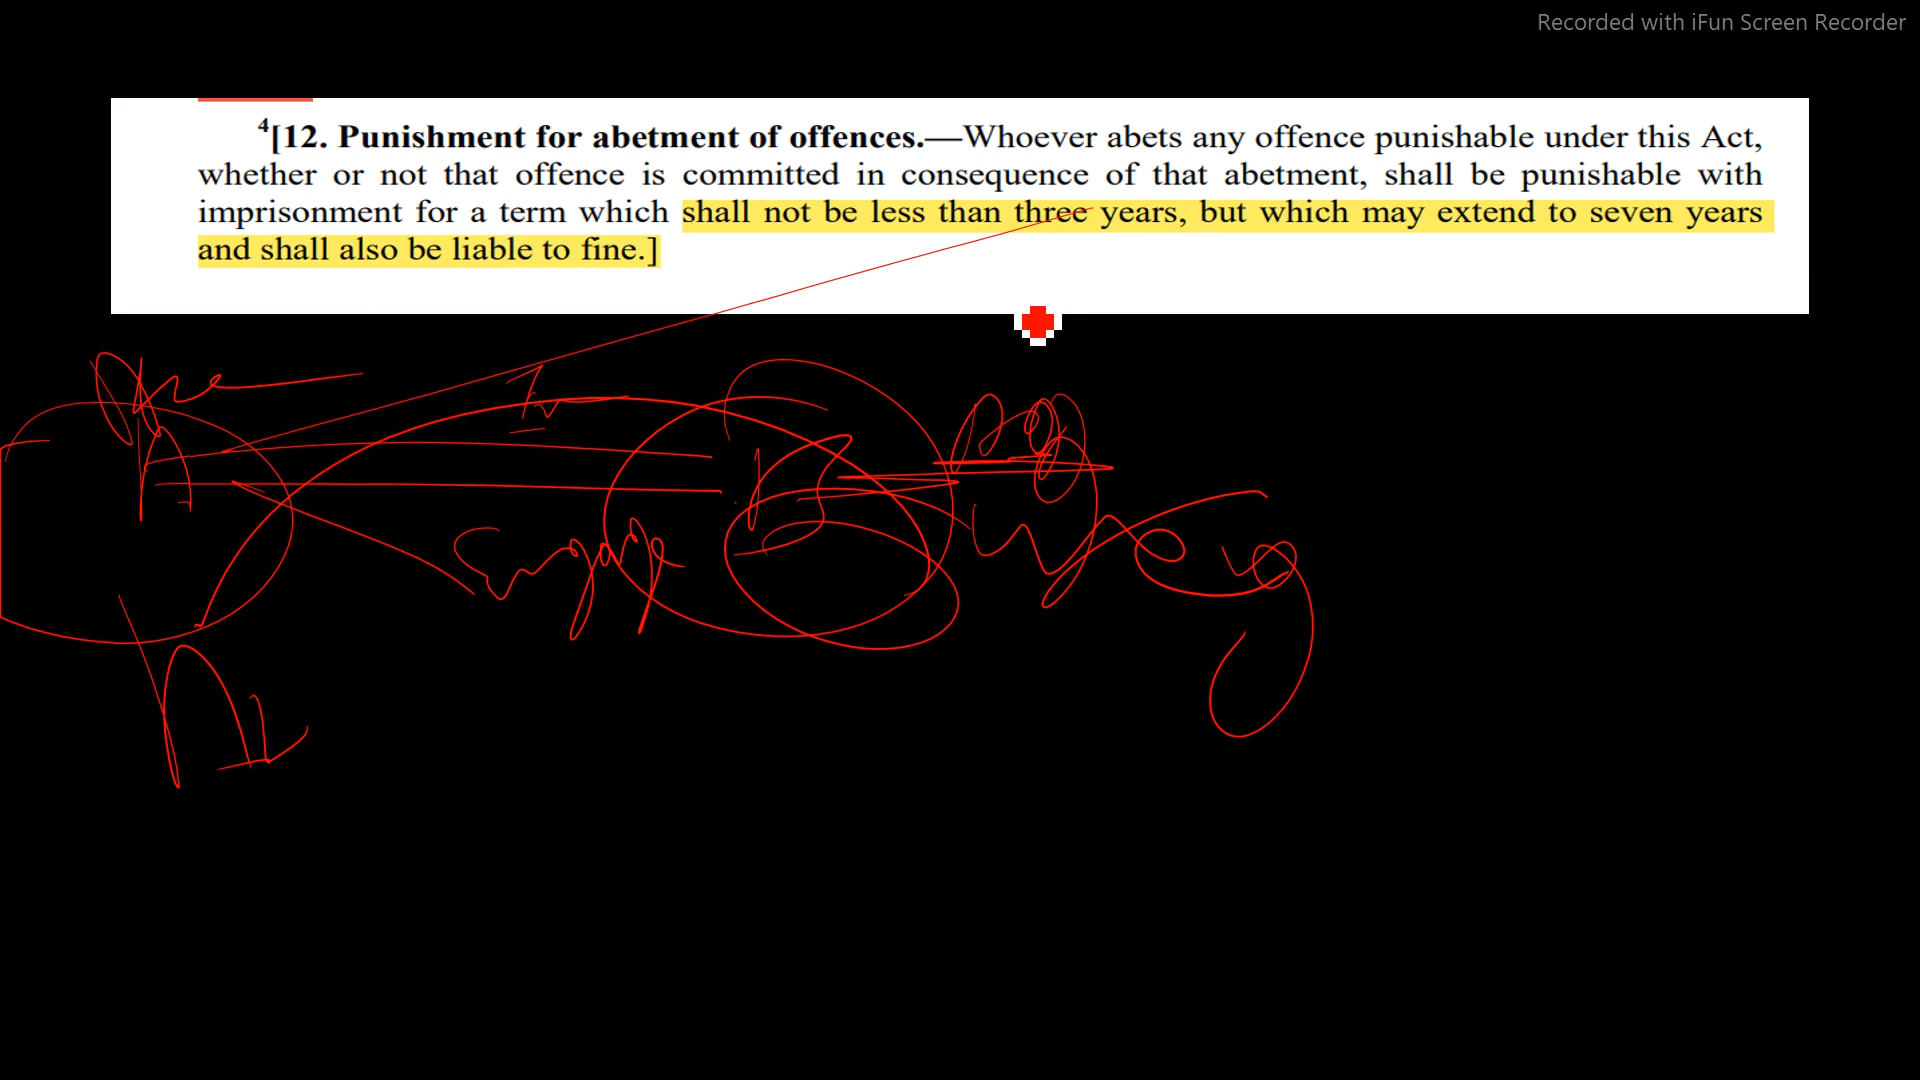 Recorded with iFun Screen Recorder
4[12. Punishment for abetment of offences.—Whoever abets any offence punishable under this Act,
whether or not that offence is committed in consequence of that abetment, shall be punishable with
imprisonment for a term which shall not be less than three years, but which may extend to seven years
and shall also be liable to fine.]